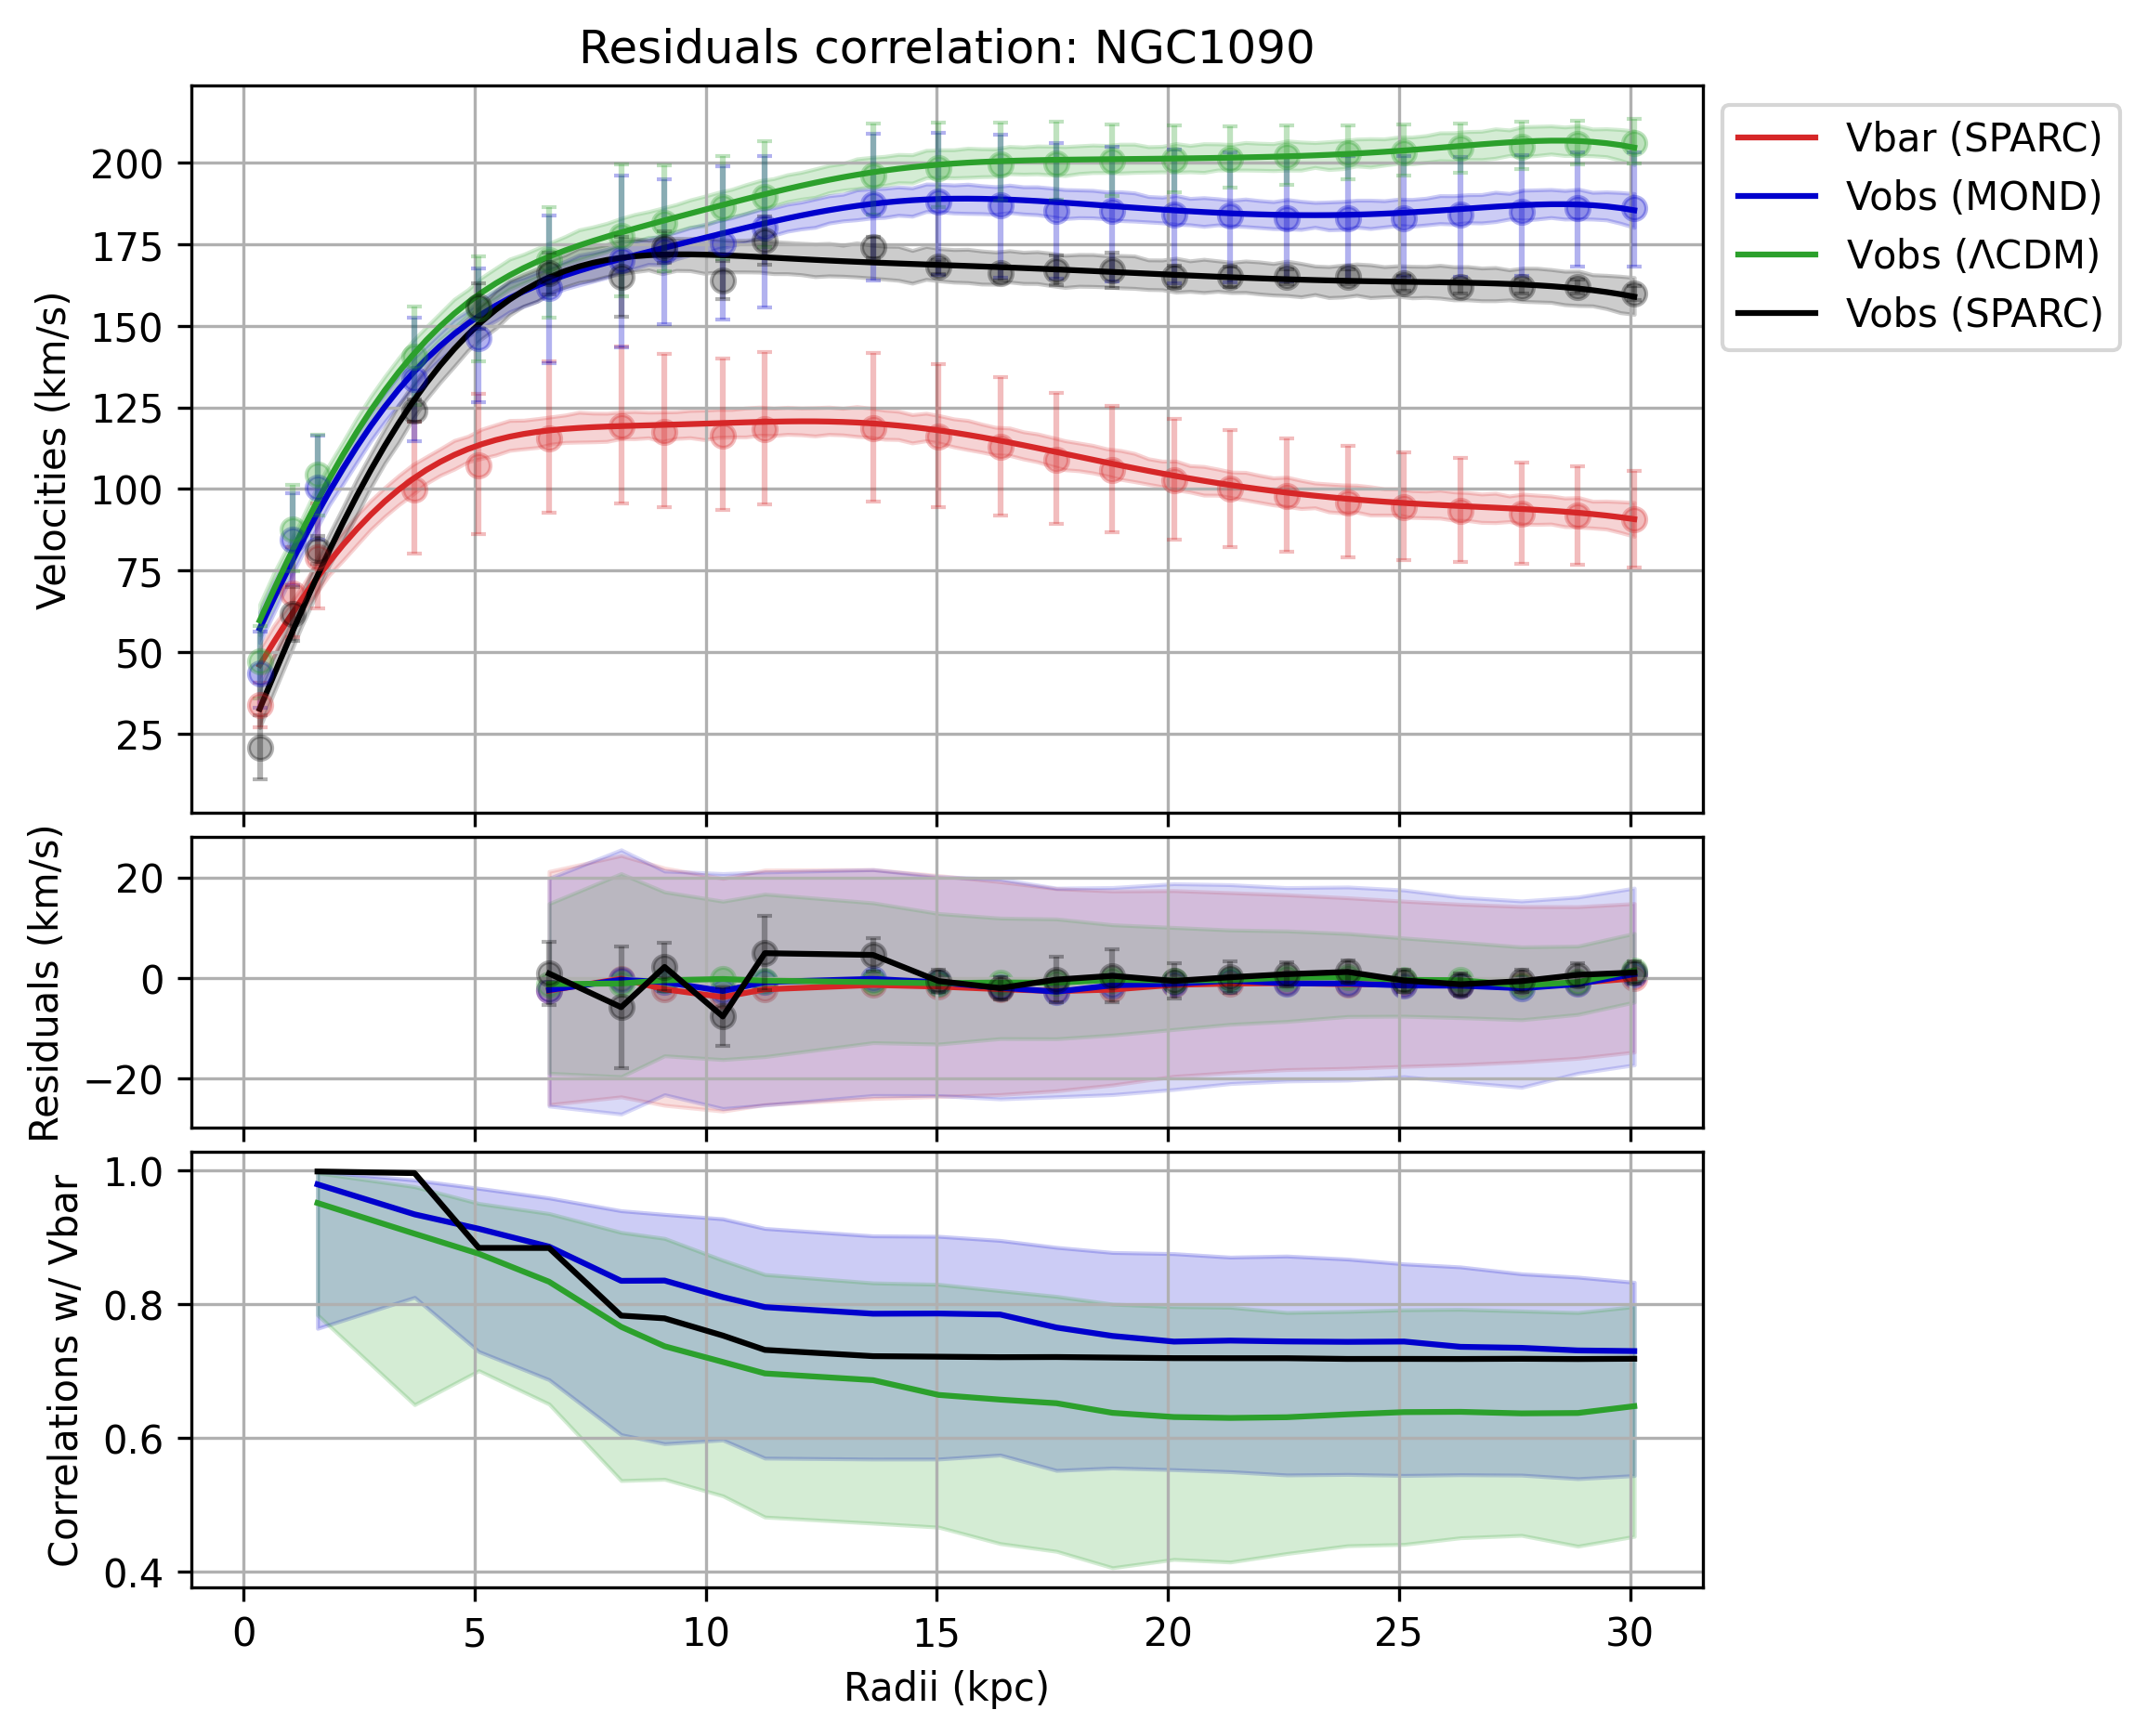 Residuals correlation: NGC1090
Velocities (km/s)
200
175
150
125
100
75
50
25
Vbar (SPARC)
Vobs (MOND)
Vobs (ΛCDM)
Vobs (SPARC)
Residuals (km/s)
20
0
−20
Correlations w/ Vbar
1.0
0.8
0.6
0.4
0 5 10 15 20 25 30
Radii (kpc)